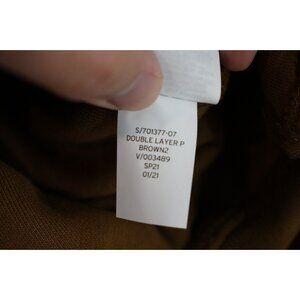 S/701377-07
DOUBLE LAYER P
BROWN2
V/003489
SP21
01/21